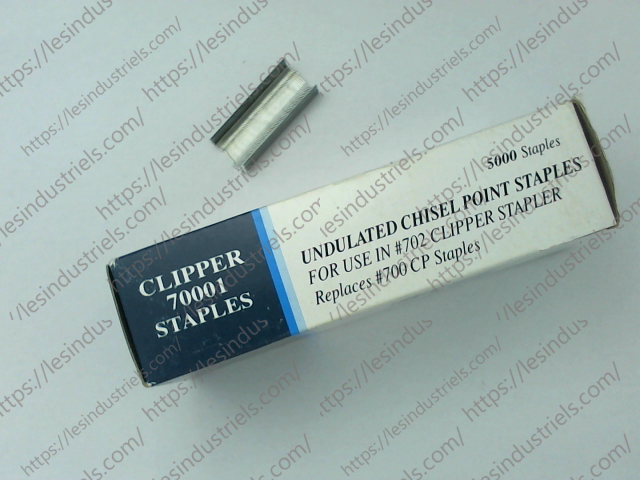 5000 Staples
UNDULATED CHISEL POINT STAPLES
FOR USE IN #702 CLIPPER STAPLER
Replaces #700 CP Staples
CLIPPER
70001
STAPLES
https://lesindustriels.com/